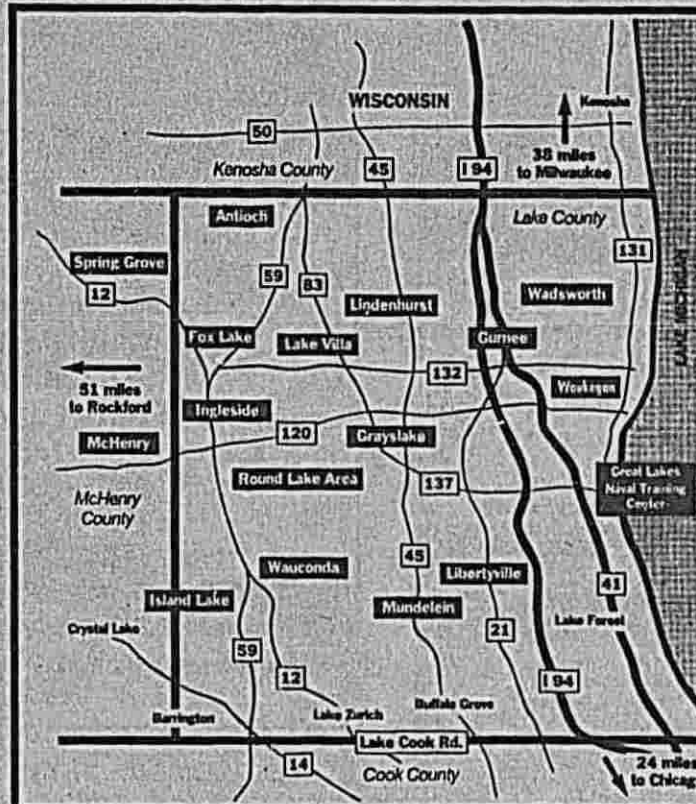 WISCONSIN
Kenosha
50
Kenosha County
45
I 94
38 miles
to Milwaukee
Antioch
Lake County
131
Spring Grove
12
59
83
Lindenhurst
Wadsworth
LAKE MICHIGAN
Fox Lake
Lake Villa
Gurnee
51 miles
to Rockford
132
Waukegan
Ingleside
120
McHenry
Grayslake
Round Lake Area
137
Great Lakes
Naval Training
Center
McHenry
County
45
Wauconda
Libertyville
Island Lake
Mundelein
41
Crystal Lake
59
21
Lake Forest
12
I 94
Barrington
Lake Zurich
Buffalo Grove
Lake Cook Rd.
14
Cook County
24 miles
to Chicag